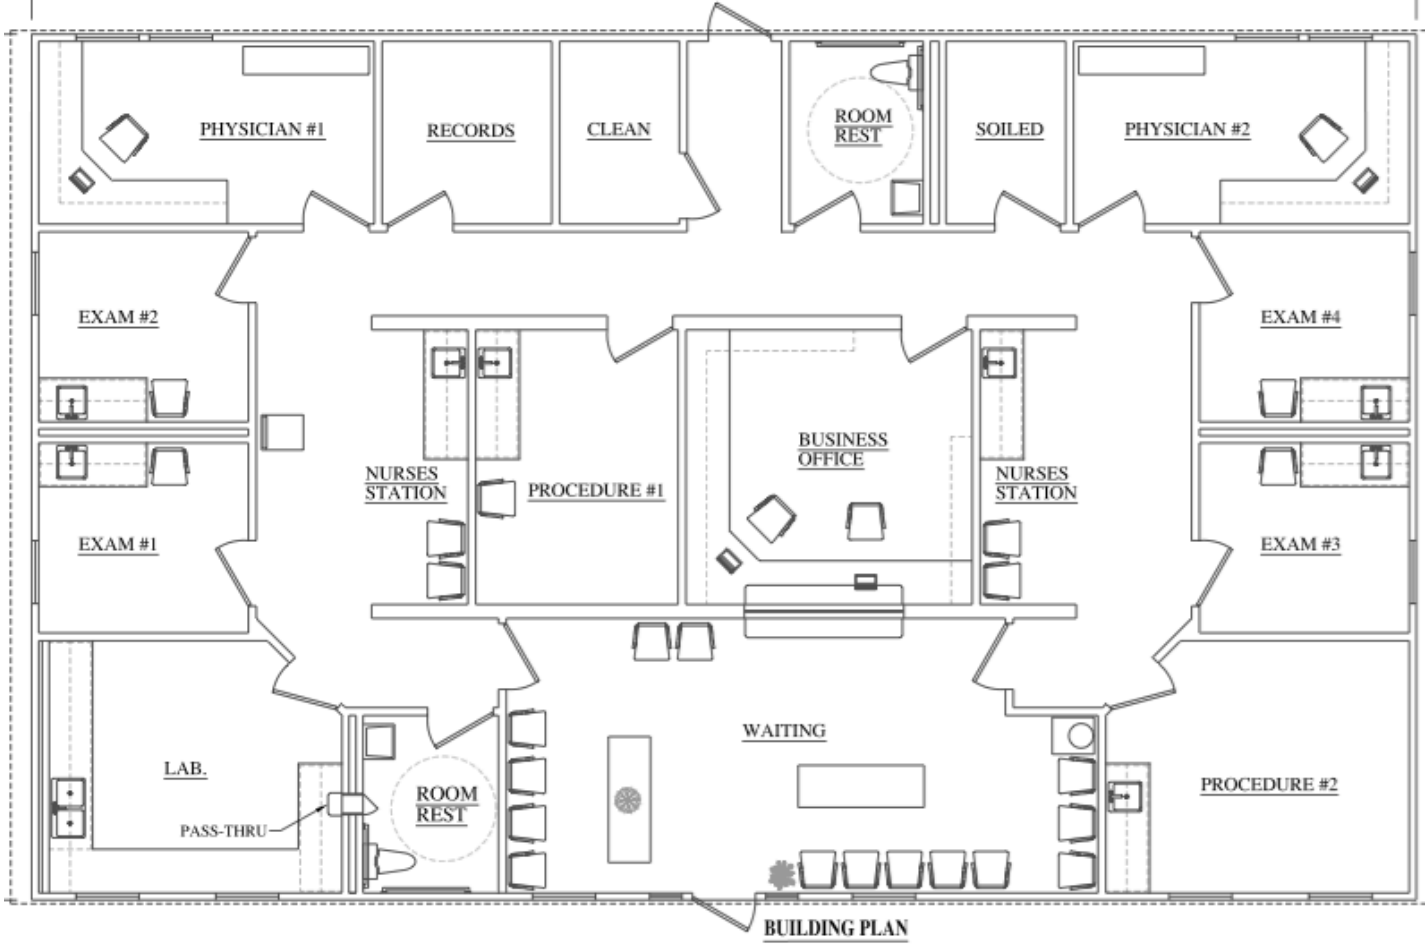 PHYSICIAN #1
RECORDS
CLEAN
ROOM
REST
SOILED
PHYSICIAN #2
EXAM #2
EXAM #4
NURSES
STATION
PROCEDURE #1
BUSINESS
OFFICE
NURSES
STATION
EXAM #1
EXAM #3
LAB.
PASS-THRU
ROOM
REST
WAITING
PROCEDURE #2
BUILDING PLAN